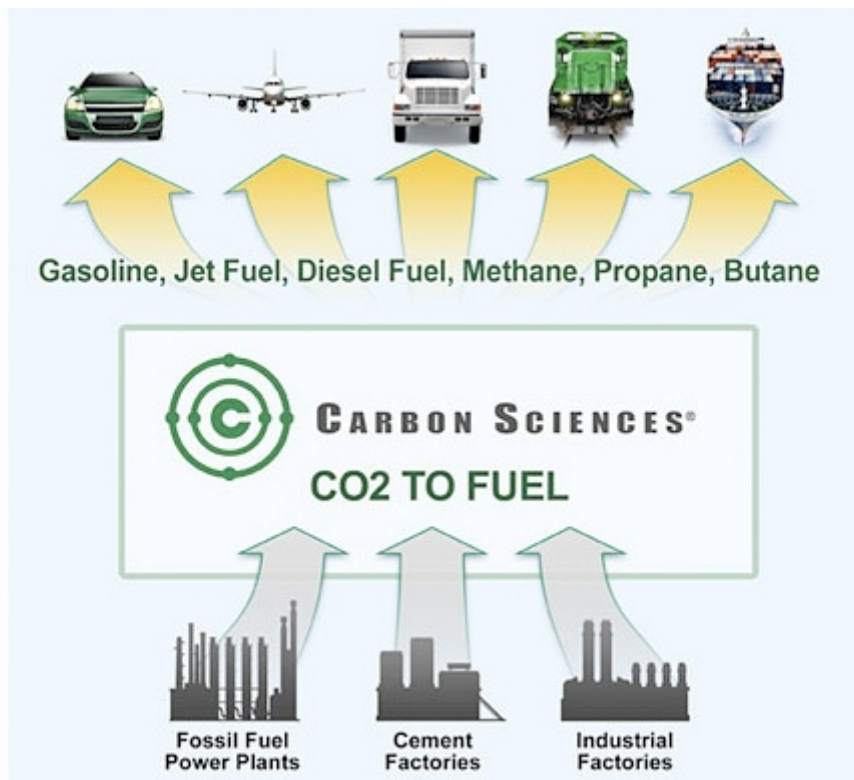 Gasoline, Jet Fuel, Diesel Fuel, Methane, Propane, Butane
C CARBON SCIENCES®
CO2 TO FUEL
Fossil Fuel
Power Plants
Cement
Factories
Industrial
Factories